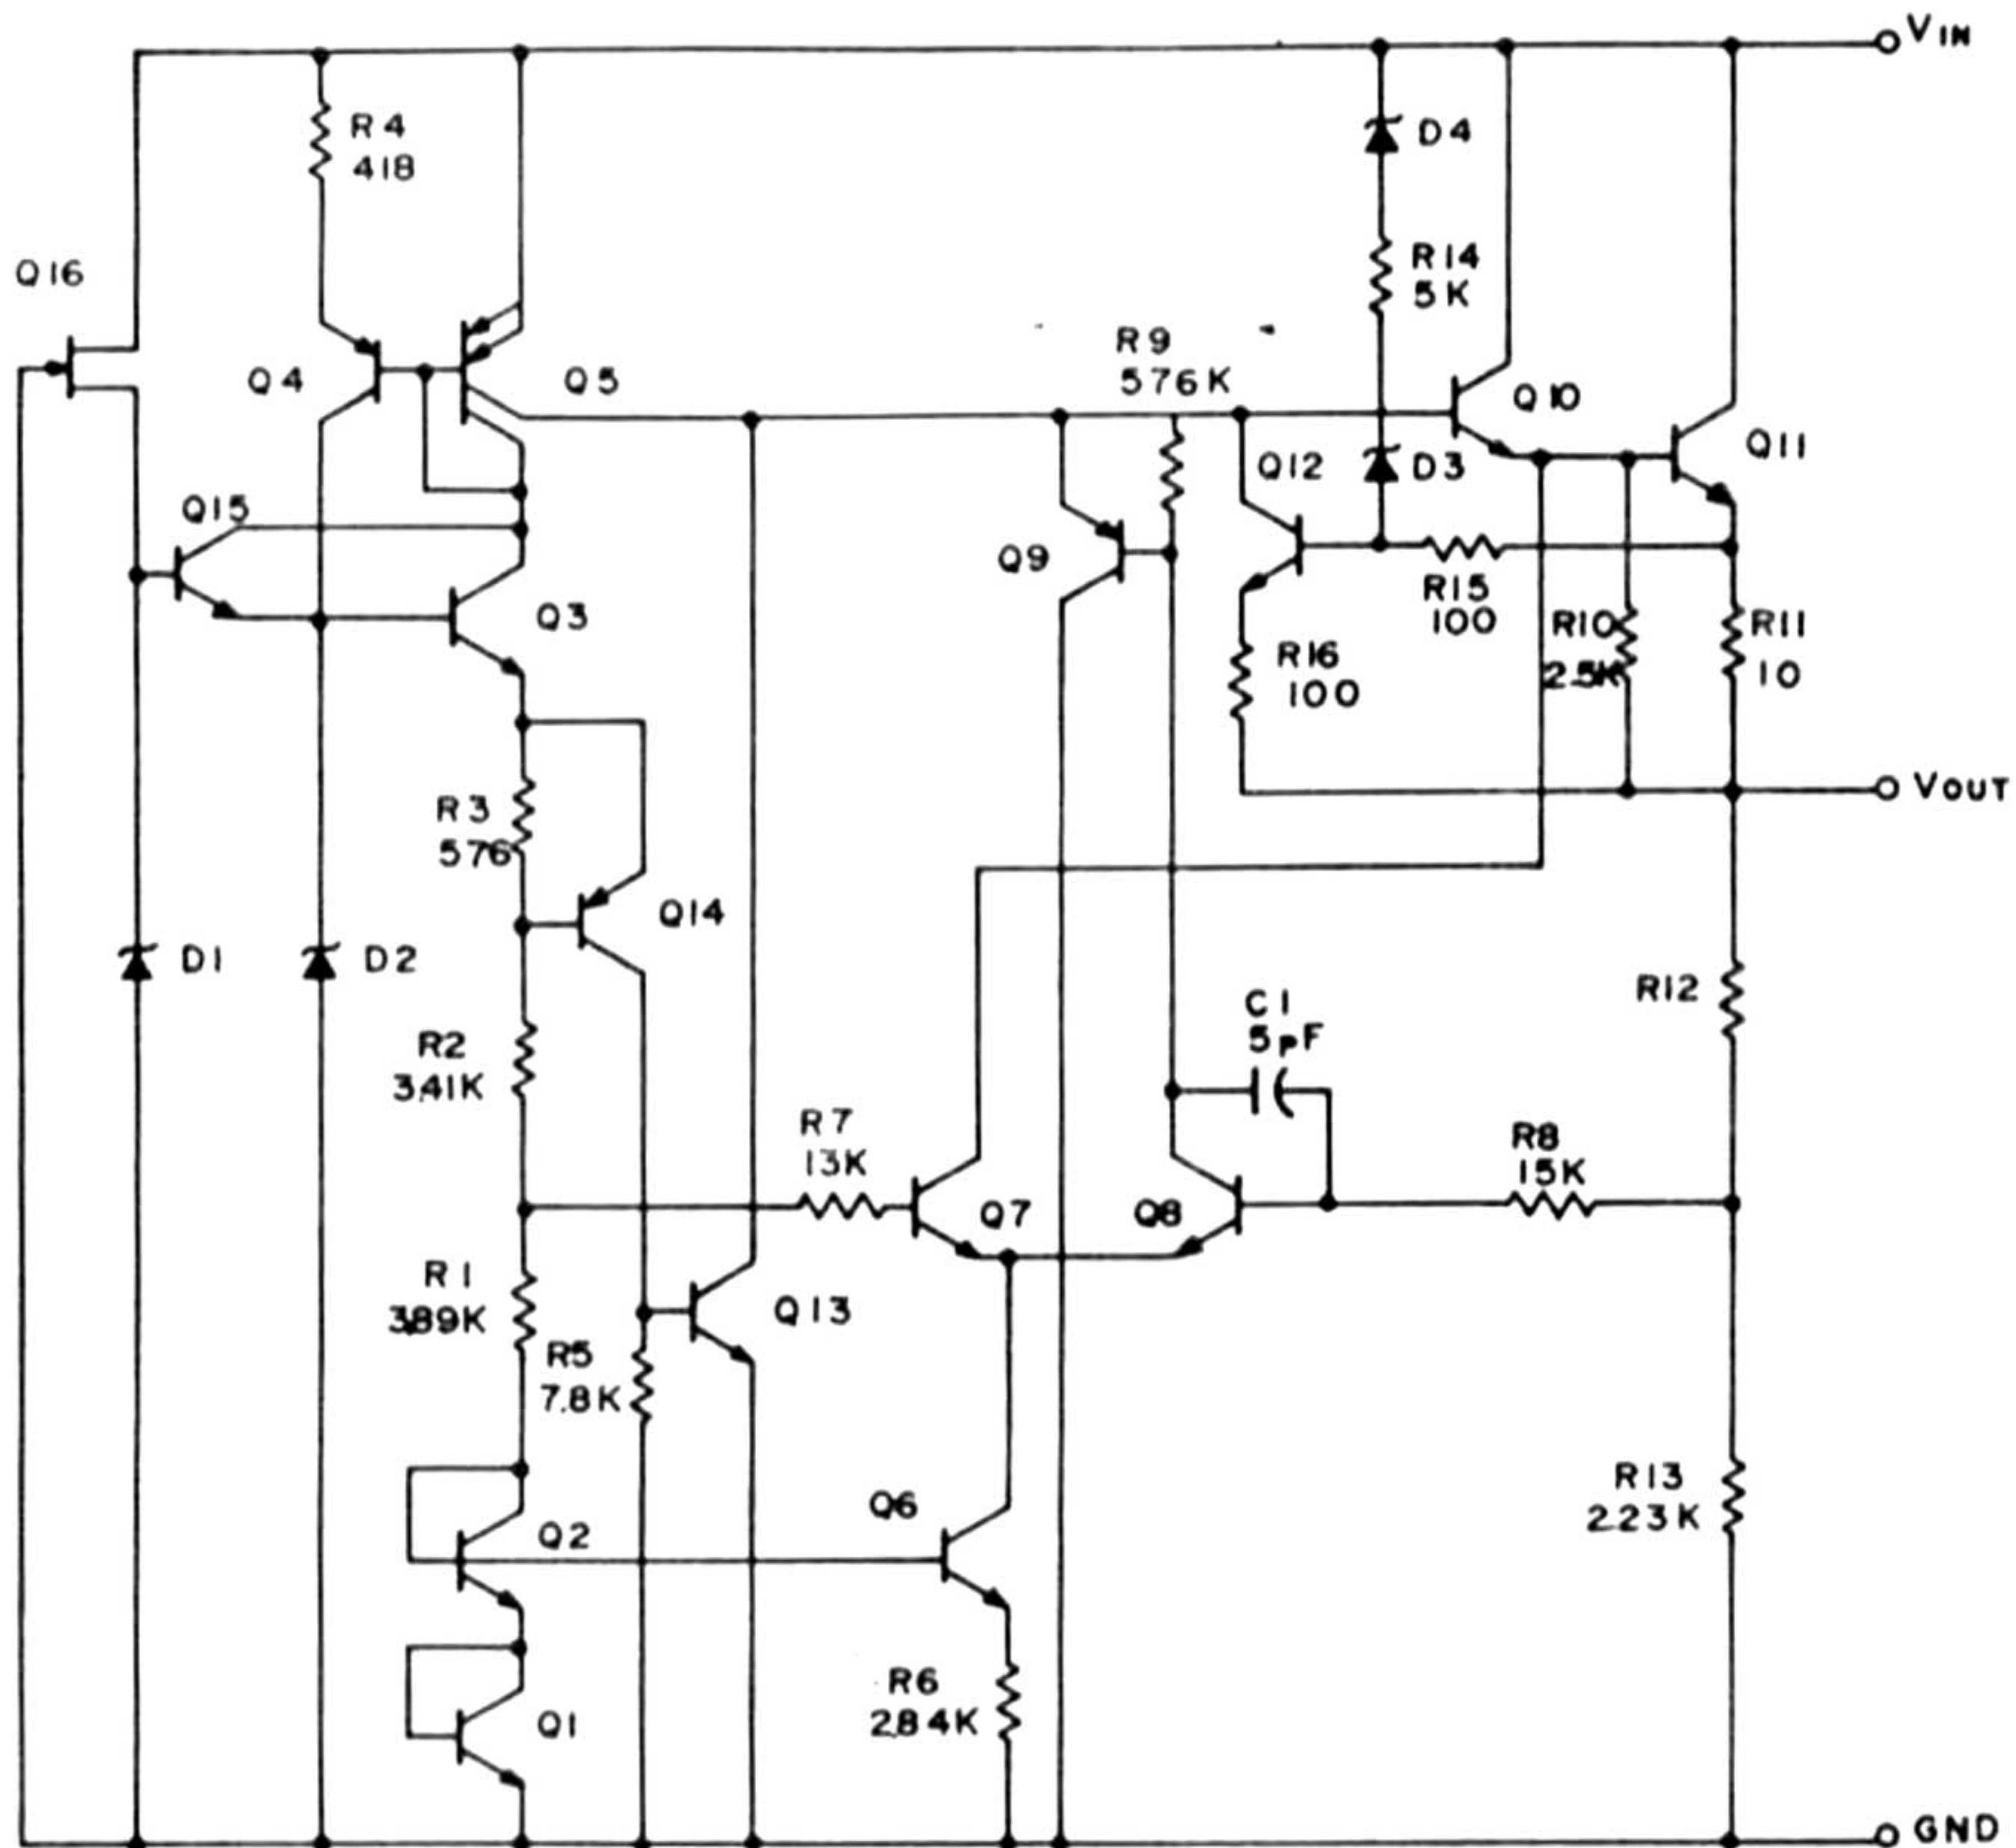 VIN
R4
418
D4
Q16
R14
5K
R9
576K
Q4
Q5
Q10
Q11
Q12
D3
Q15
Q9
Q3
R15
100
R10
2.5K
R11
10
R16
100
VOUT
R3
576
Q14
D1
D2
R12
C1
5pF
R2
3.41K
R7
13K
R8
15K
Q7
Q8
R1
389K
Q13
R5
7.8K
R13
2.23K
Q6
Q2
R6
2.84K
Q1
GND